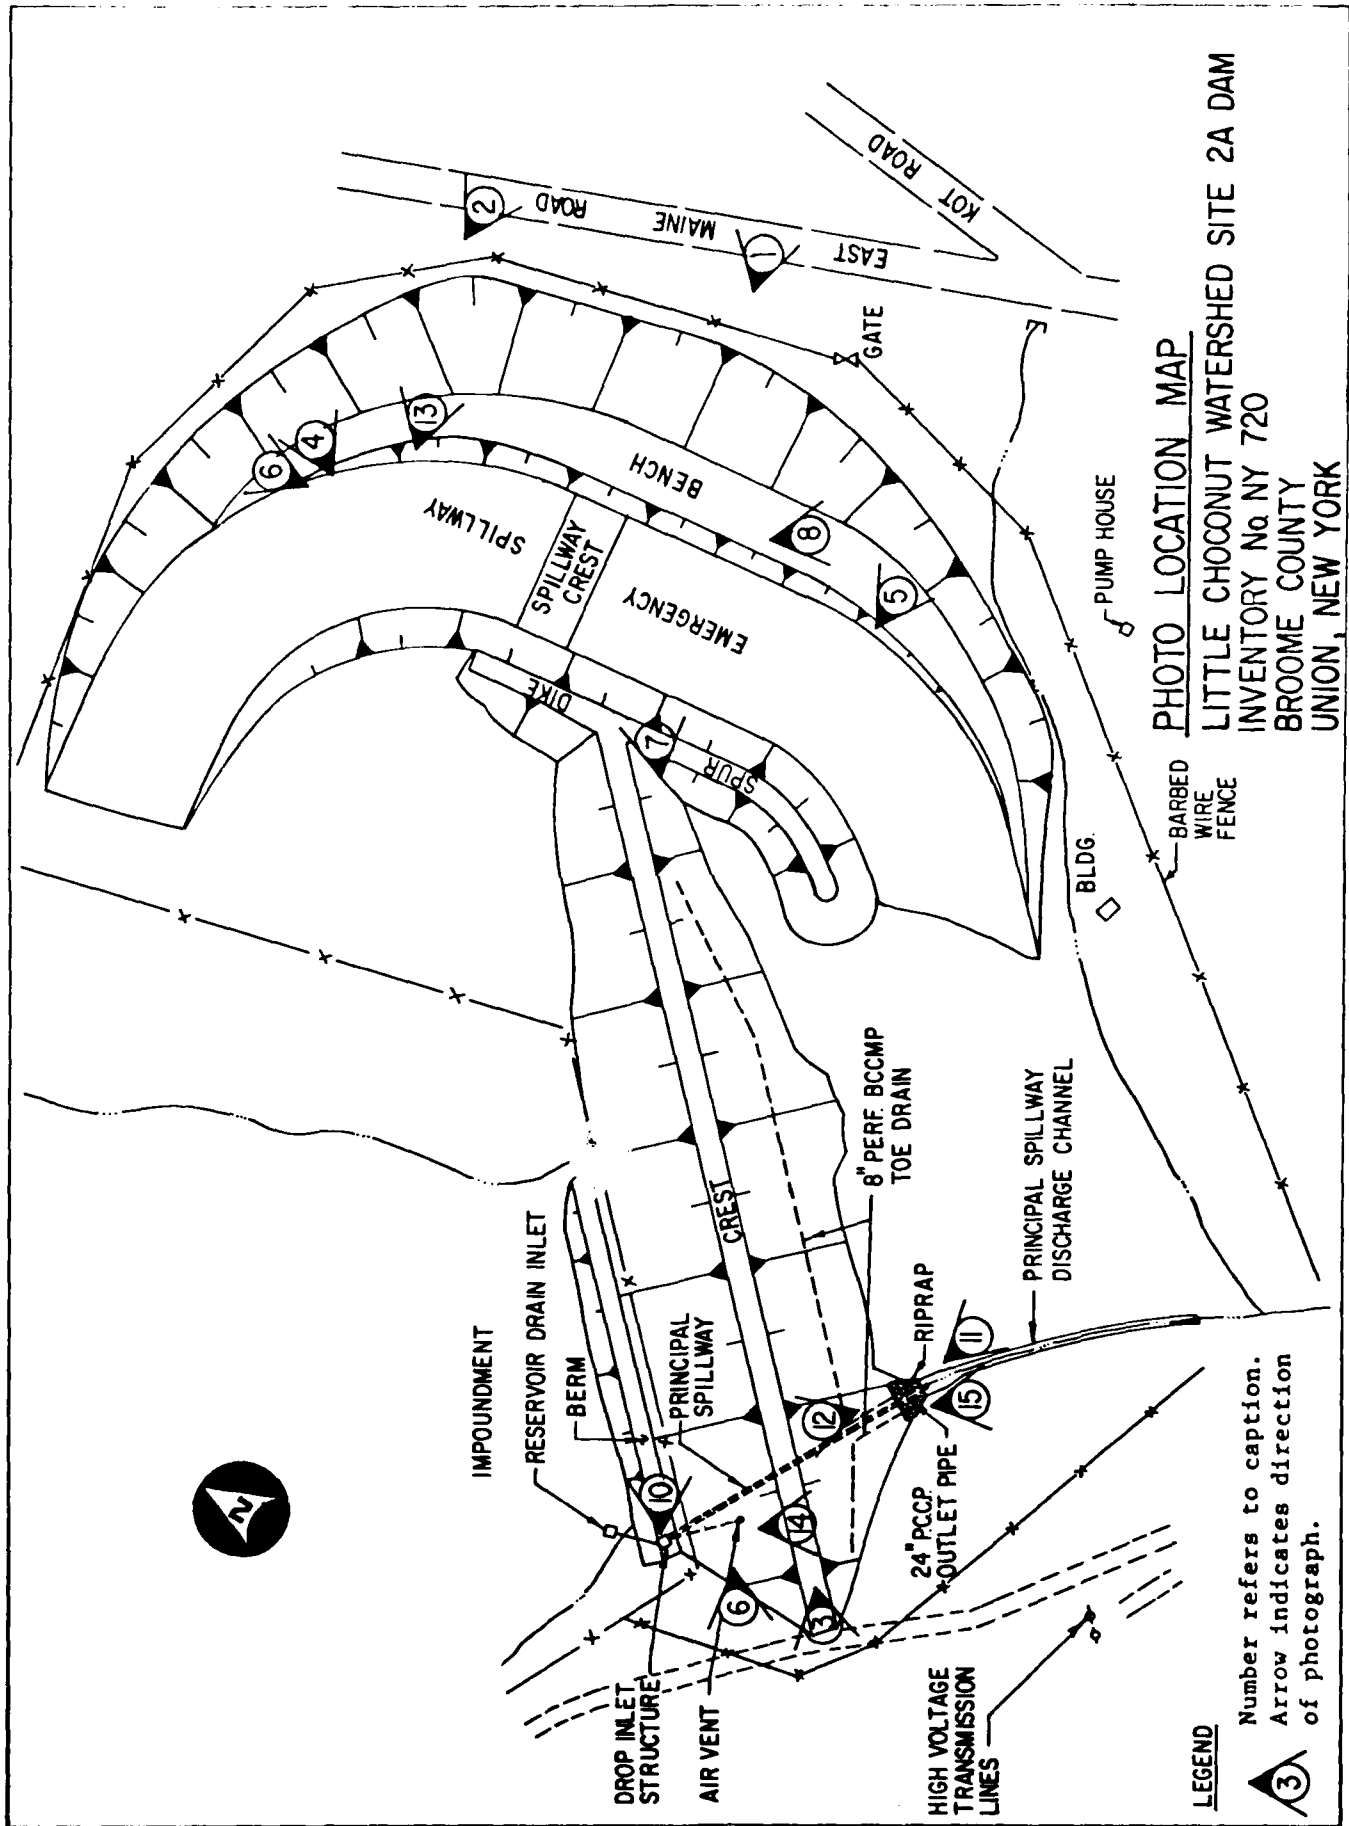 PHOTO LOCATION MAP
LITTLE CHOCONUT WATERSHED SITE 2A DAM
INVENTORY No. NY 720
BROOME COUNTY
UNION, NEW YORK
N
IMPOUNDMENT
RESERVOIR DRAIN INLET
BERM
PRINCIPAL
SPILLWAY
DROP INLET
STRUCTURE
AIR VENT
HIGH VOLTAGE
TRANSMISSION
LINES
24" P.C.C.P.
OUTLET PIPE
RIPRAP
PRINCIPAL SPILLWAY
DISCHARGE CHANNEL
8" PERF. BCCMP
TOE DRAIN
CREST
DIKE
SPUR
SPILLWAY
SPILLWAY
CREST
EMERGENCY
BENCH
EAST MAINE ROAD
KOT ROAD
GATE
PUMP HOUSE
BLDG.
BARBED
WIRE
FENCE
1
2
3
4
5
6
6
7
8
10
11
12
13
14
15
LEGEND
3
Number refers to caption.
Arrow indicates direction
of photograph.